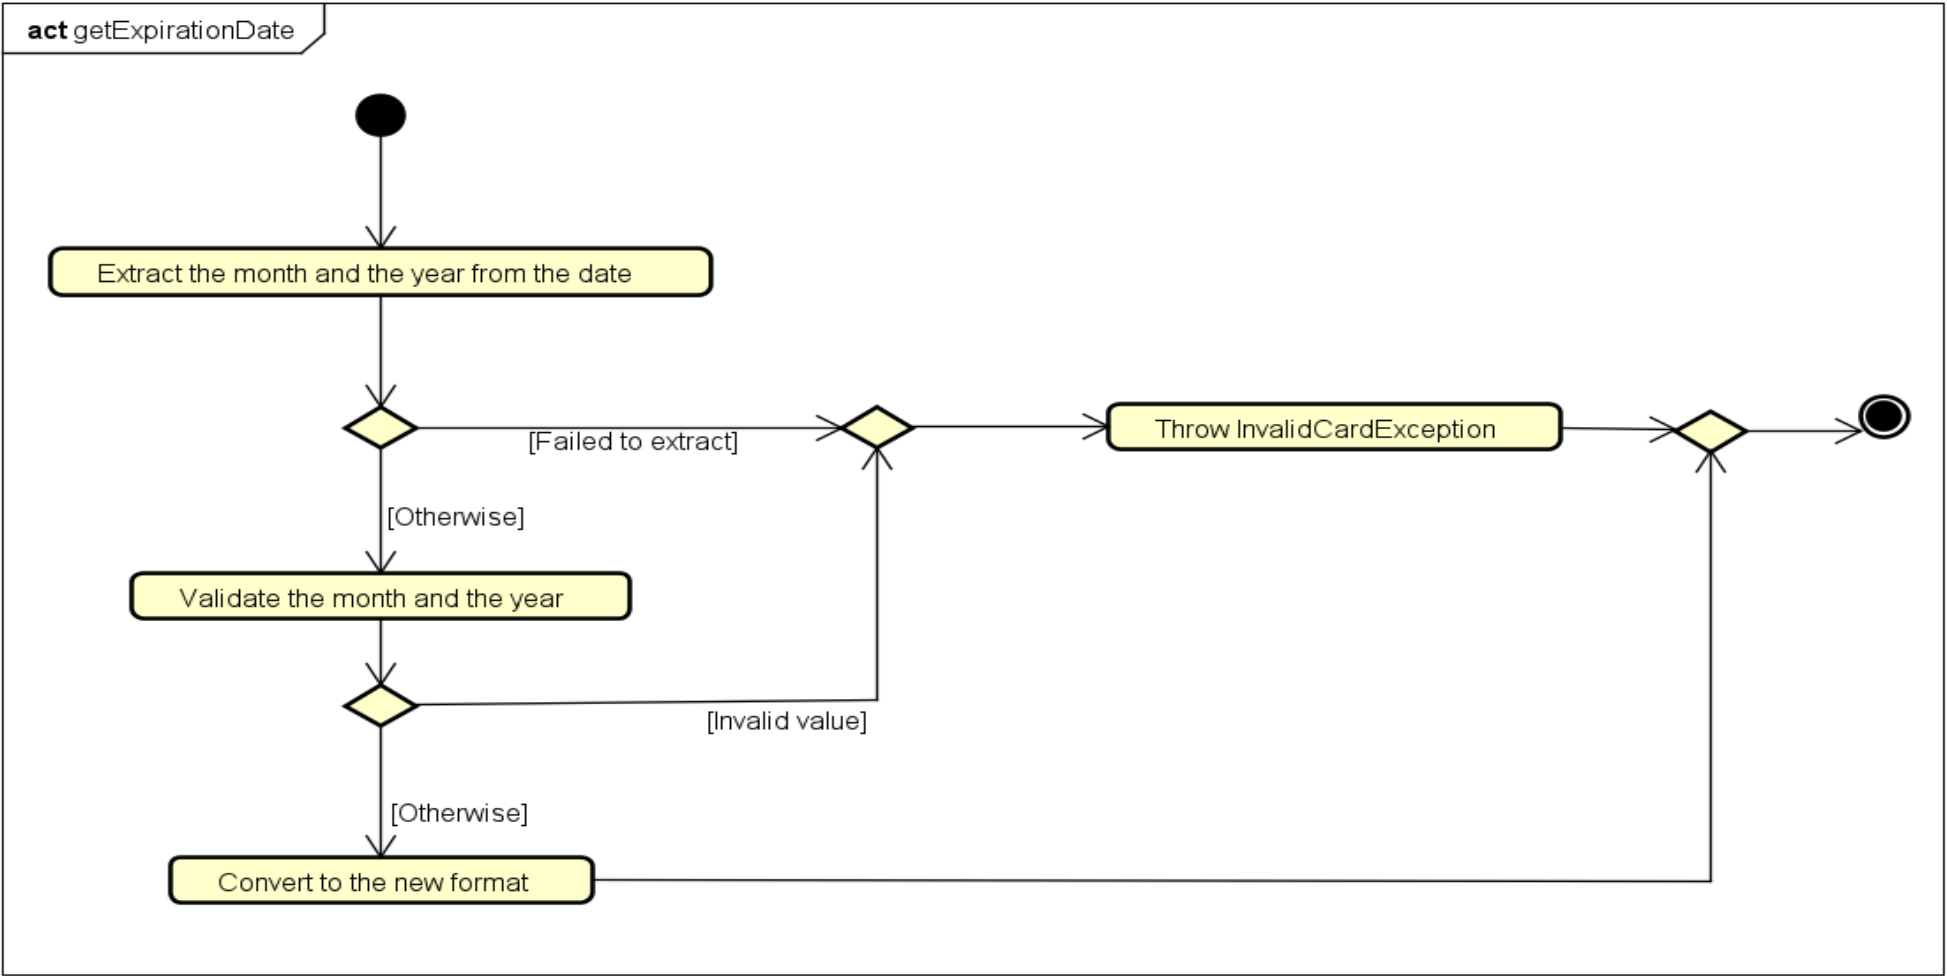 act getExpirationDate
Extract the month and the year from the date
[Failed to extract]
Throw InvalidCardException
[Otherwise]
Validate the month and the year
[Invalid value]
[Otherwise]
Convert to the new format